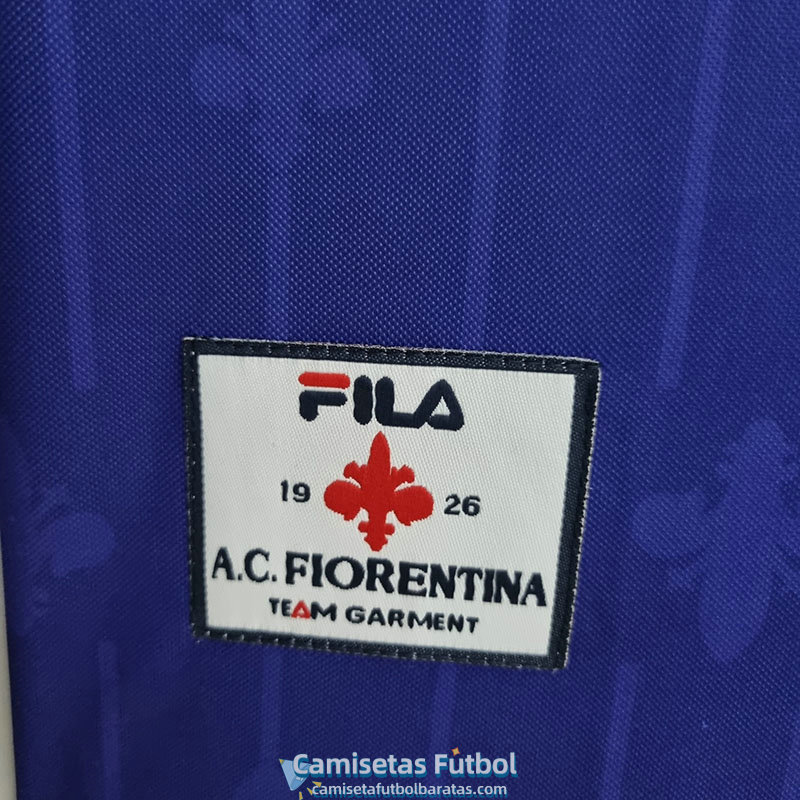 FILA
19 26
A.C. FIORENTINA
TEAM GARMENT
Camisetas Futbol
camisetafutbolbaratas.com